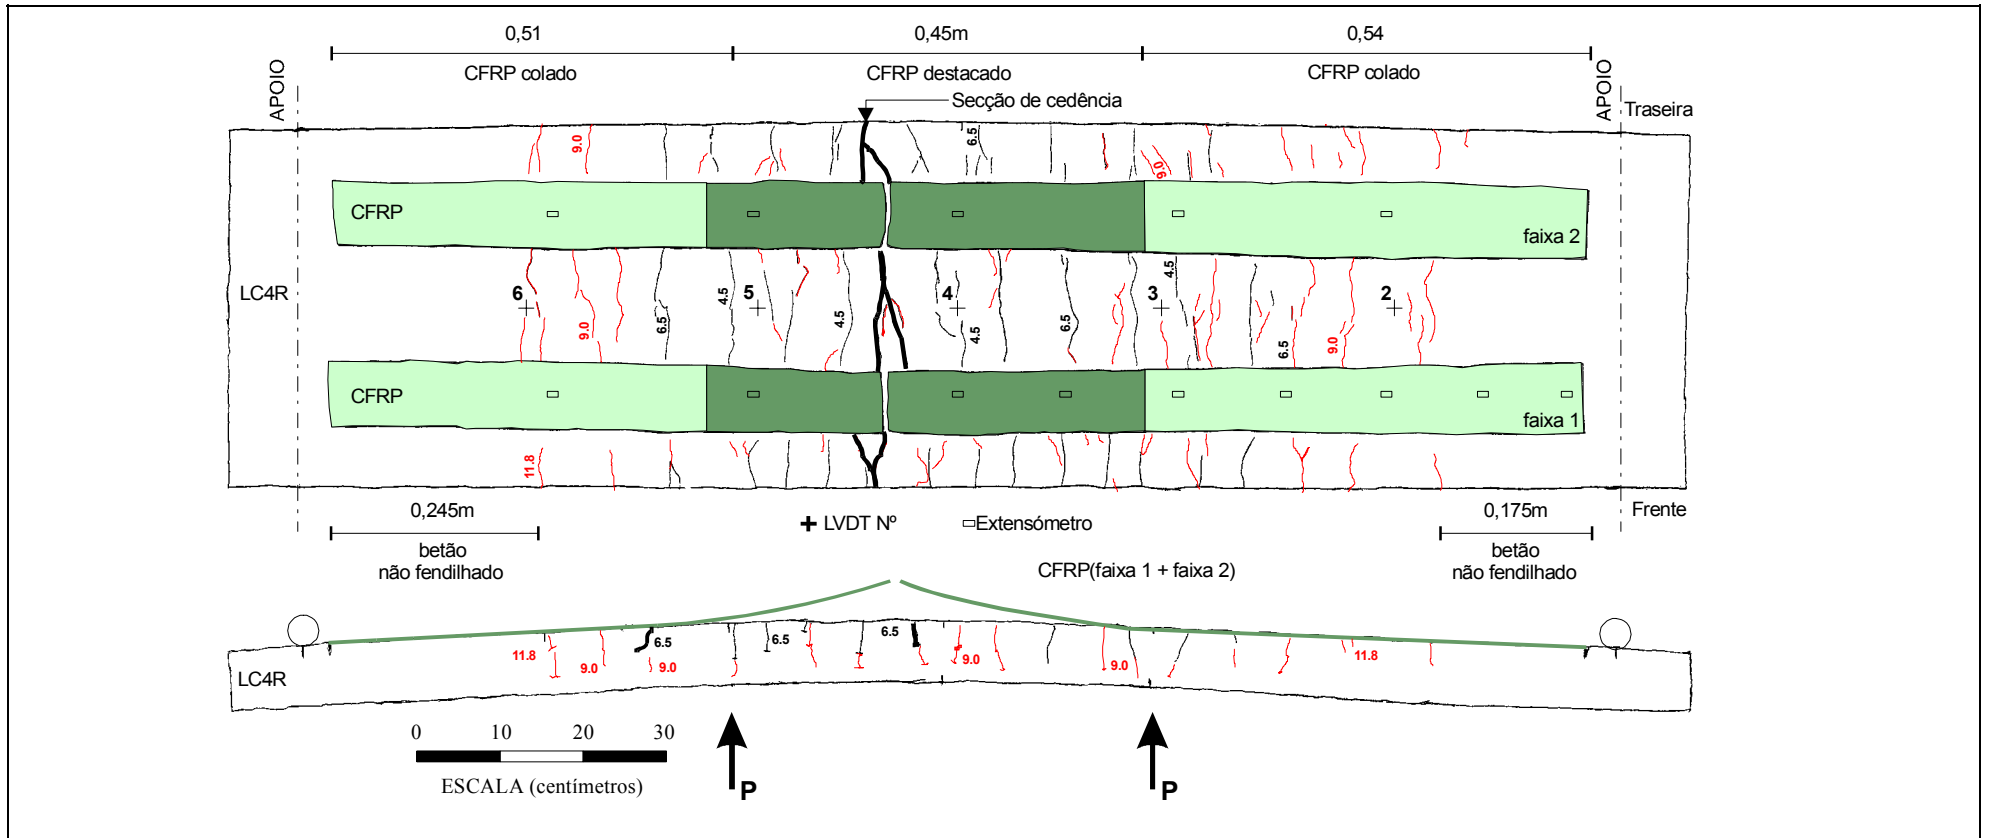 0,51
0,45m
0,54
CFRP colado
CFRP destacado
CFRP colado
APOIO
APOIO
Secção de cedência
Traseira
9.0
6.5
9.0
CFRP
faixa 2
LC4R
6
5
4
3
2
4.5
4.5
9.0
6.5
4.5
4.5
6.5
6.5
9.0
CFRP
faixa 1
11.8
0,245m
LVDT Nº
Extensómetro
0,175m
Frente
betão
não fendilhado
betão
não fendilhado
CFRP(faixa 1 + faixa 2)
6.5
6.5
6.5
11.8
9.0
9.0
9.0
9.0
11.8
LC4R
0
10
20
30
ESCALA (centímetros)
P
P